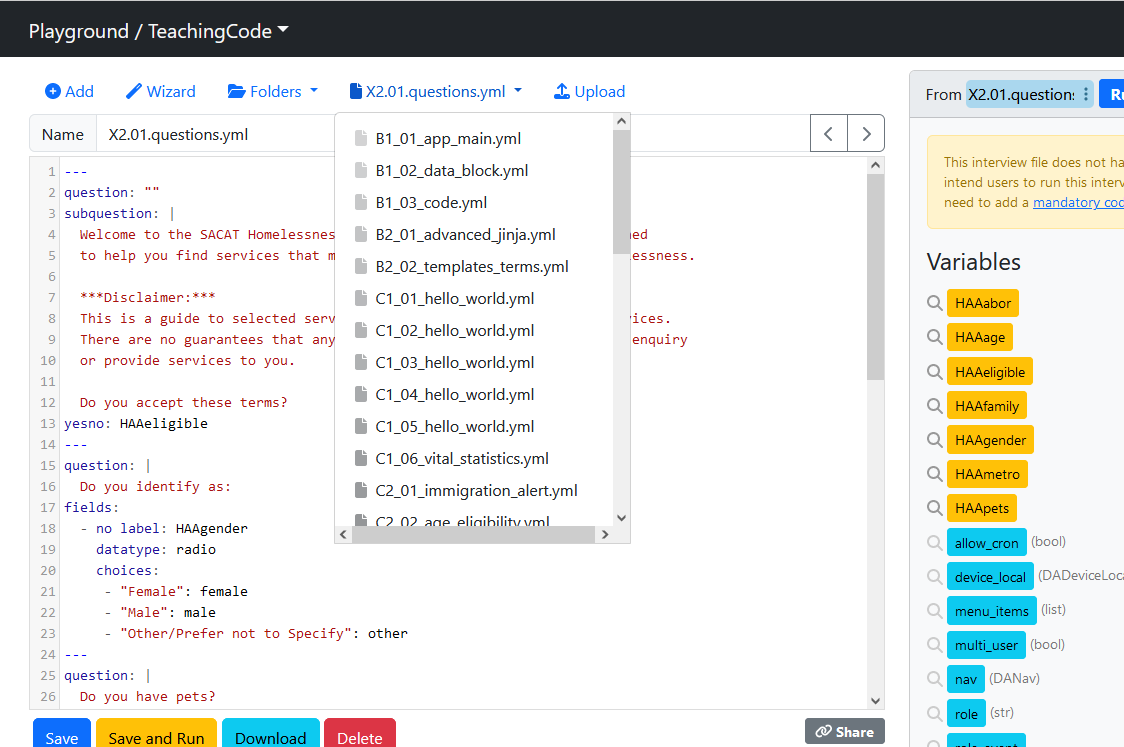 Playground / TeachingCode
Add
Wizard
Folders
X2.01.questions.yml
Upload
Name
X2.01.questions.yml
B1_01_app_main.yml
B1_02_data_block.yml
B1_03_code.yml
B2_01_advanced_jinja.yml
B2_02_templates_terms.yml
C1_01_hello_world.yml
C1_02_hello_world.yml
C1_03_hello_world.yml
C1_04_hello_world.yml
C1_05_hello_world.yml
C1_06_vital_statistics.yml
C2_01_immigration_alert.yml
C2_02_age_eligibility.yml
1 ---
2 question: ""
3 subquestion: |
4 Welcome to the SACAT Homelessnes ed
5 to help you find services that m lessness.
6
7 ***Disclaimer:***
8 This is a guide to selected serv ices.
9 There are no guarantees that any enquiry
10 or provide services to you.
11
12 Do you accept these terms?
13 yesno: HAAeligible
14 ---
15 question: |
16 Do you identify as:
17 fields:
18 - no label: HAAgender
19 datatype: radio
20 choices:
21 - "Female": female
22 - "Male": male
23 - "Other/Prefer not to Specify": other
24 ---
25 question: |
26 Do you have pets?
Save
Save and Run
Download
Delete
Share
From X2.01.question Ru
This interview file does not ha
intend users to run this interv
need to add a mandatory cod
Variables
HAAabor
HAAage
HAAeligible
HAAfamily
HAAgender
HAAmetro
HAApets
allow_cron (bool)
device_local (DADeviceLoca
menu_items (list)
multi_user (bool)
nav (DANav)
role (str)
role_event